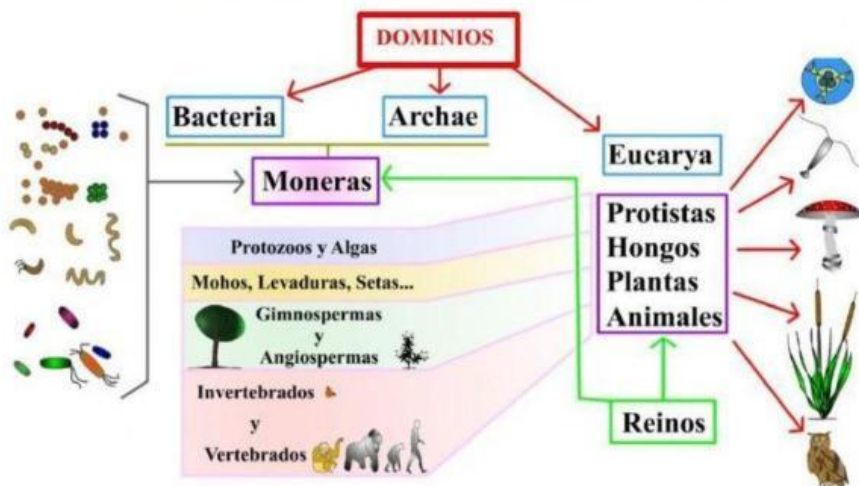 DOMINIOS
Bacteria
Archae
Eucarya
Moneras
Protistas
Hongos
Plantas
Animales
Protozoos y Algas
Mohos, Levaduras, Setas...
Gimnospermas
y
Angiospermas
Invertebrados
y
Vertebrados
Reinos